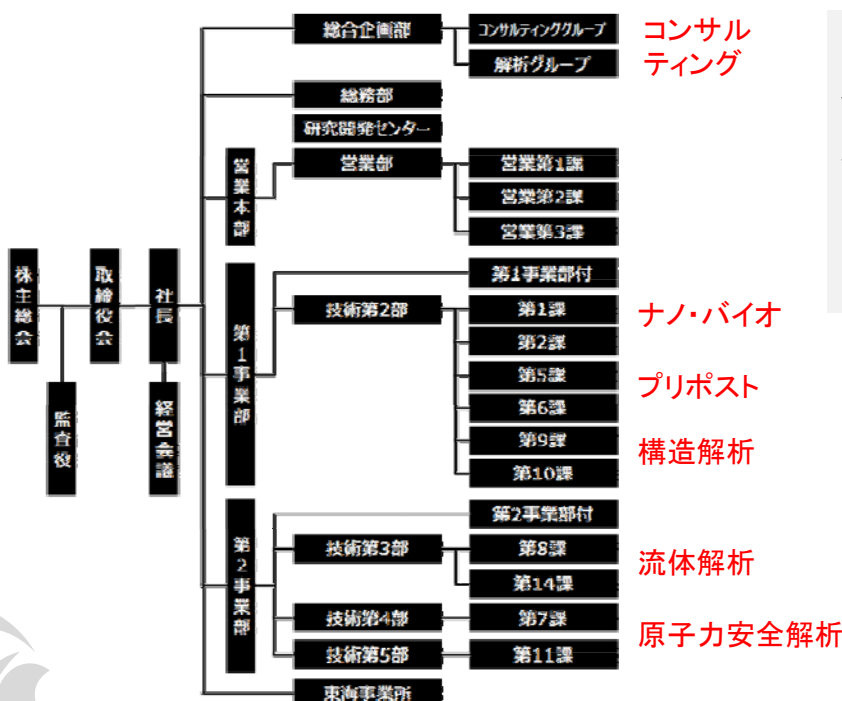 総合企画部
コンサルティンググループ
コンサル
ティング
解析グループ
総務部
研究開発センター
営業本部
営業部
営業第1課
営業第2課
営業第3課
株主総会
取締役会
社長
監査役
経営会議
第1事業部
第1事業部付
技術第2部
第1課
ナノ・バイオ
第2課
第5課
プリポスト
第6課
第9課
構造解析
第10課
第2事業部
第2事業部付
技術第3部
第8課
流体解析
第14課
技術第4部
第7課
原子力安全解析
技術第5部
第11課
東海事業所